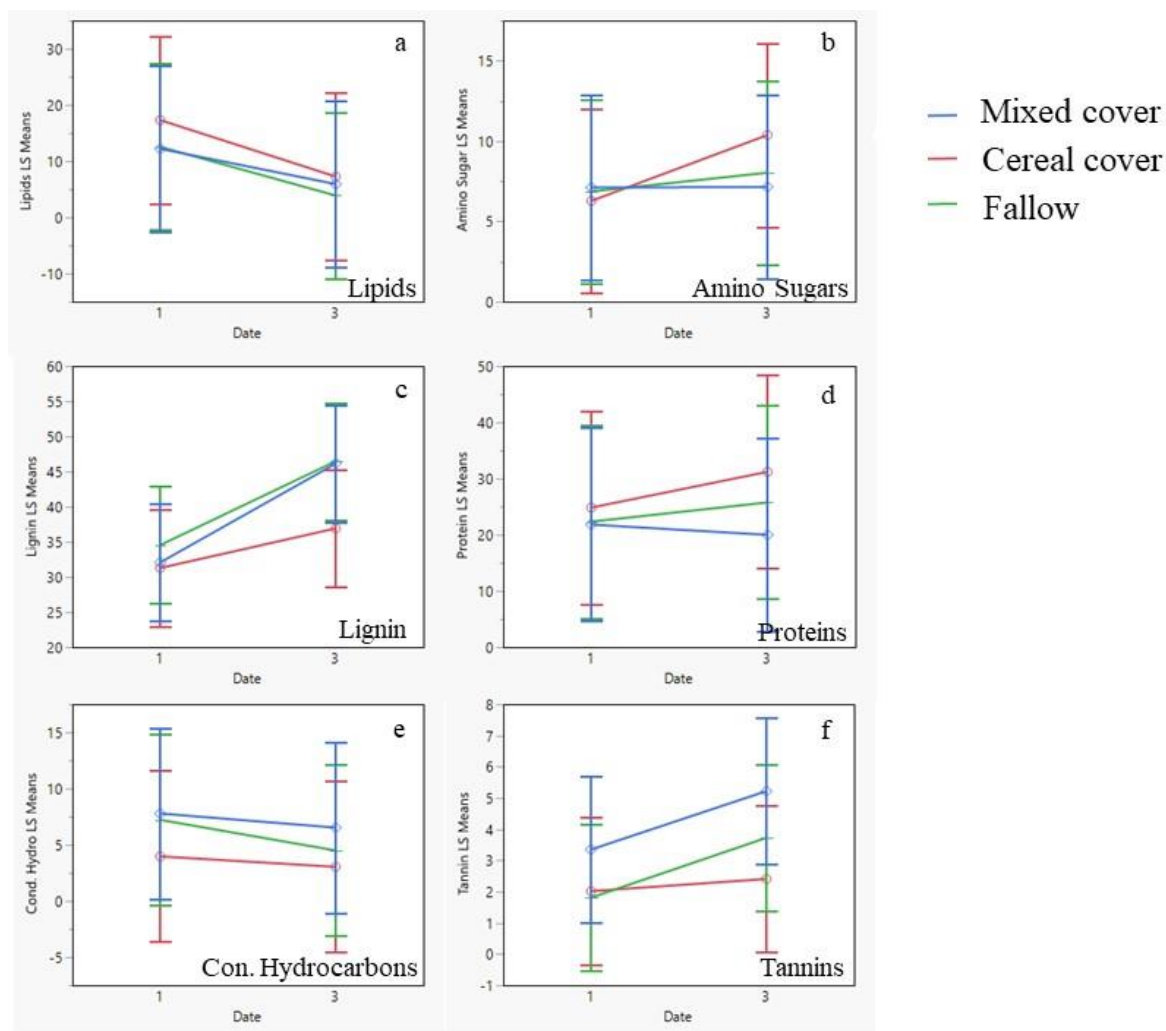 a
30
20
10
0
-10
Lipids LS Means
Lipids
1
3
Date
b
15
10
5
0
Amino Sugar LS Means
Amino Sugars
1
3
Date
Mixed cover
Cereal cover
Fallow
c
60
55
50
45
40
35
30
25
20
Lignin LS Means
Lignin
1
3
Date
d
50
40
30
20
10
0
Protein LS Means
Proteins
1
3
Date
e
15
10
5
0
-5
Cond. Hydro LS Means
Con. Hydrocarbons
1
3
Date
f
8
7
6
5
4
3
2
1
0
-1
Tannin LS Means
Tannins
1
3
Date